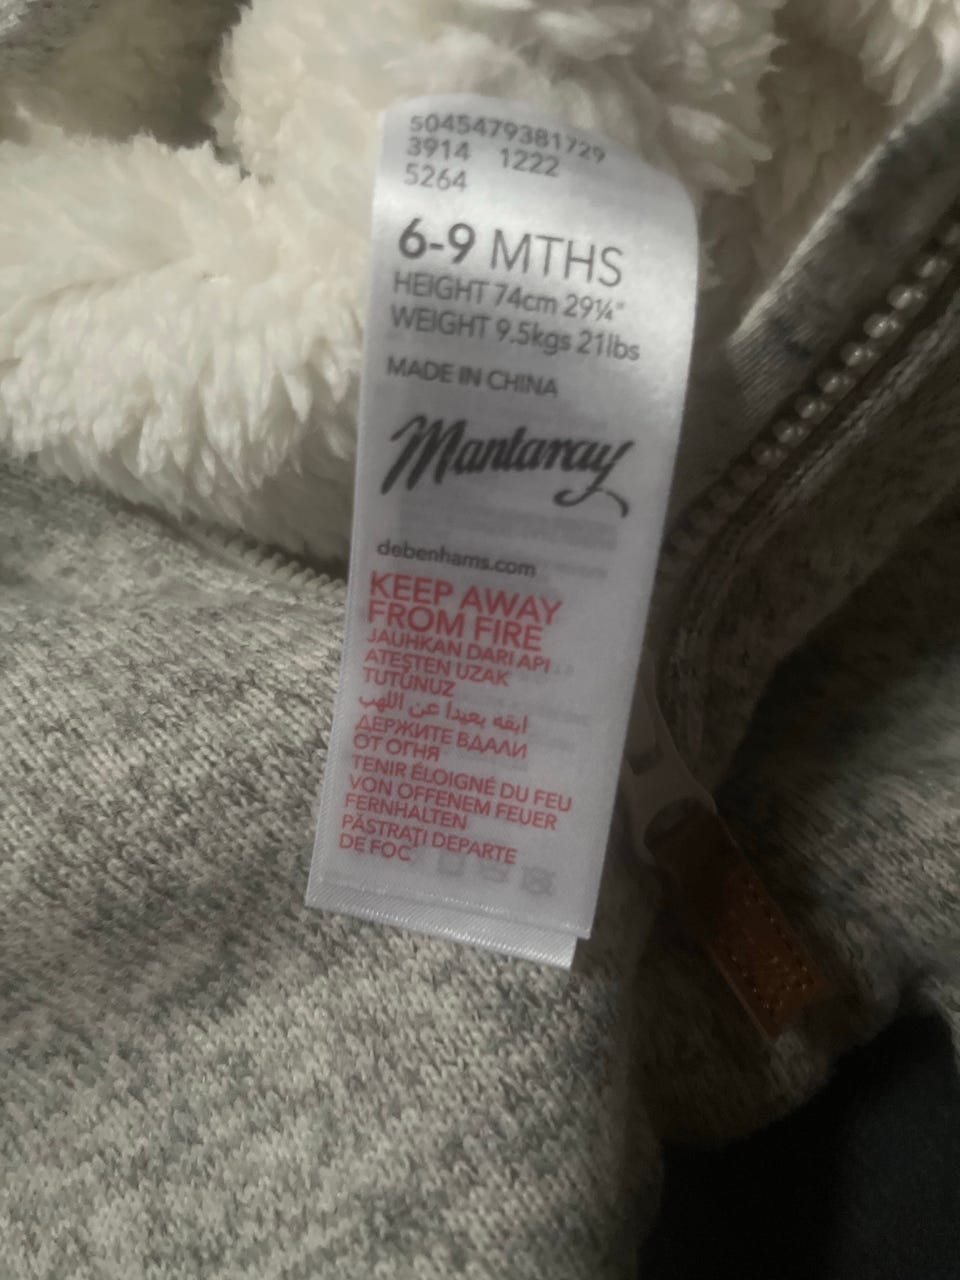 5045479381729
3914 1222
5264
6-9 MTHS
HEIGHT 74cm 29¼"
WEIGHT 9.5kgs 21lbs
MADE IN CHINA
Mantaray
debenhams.com
KEEP AWAY
FROM FIRE
JAUHKAN DARI API
ATEŞTEN UZAK
TUTUNUZ
ابقه بعيدا عن اللهب
ДЕРЖИТЕ ВДАЛИ
ОТ ОГНЯ
TENIR ÉLOIGNÉ DU FEU
VON OFFENEM FEUER
FERNHALTEN
PĂSTRAŢI DEPARTE
DE FOC